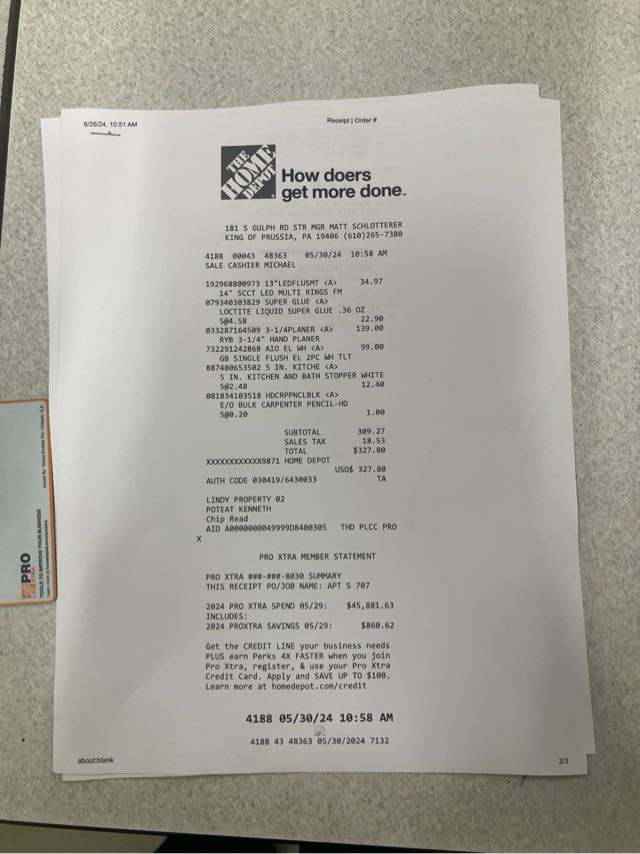 6/26/24, 10:51 AM
Receipt | Order #
THE HOME DEPOT
How doers
get more done.
181 S GULPH RD STR MGR MATT SCHLOTTERER
KING OF PRUSSIA, PA 19406 (610)265-7380
4188 00043 48363 05/30/24 10:58 AM
SALE CASHIER MICHAEL
192968800973 13"LEDFLUSMT <A> 34.97
14" 5CCT LED MULTI RINGS FM
079340303829 SUPER GLUE <A>
LOCTITE LIQUID SUPER GLUE .36 OZ
5@4.58 22.90
033287164509 3-1/4PLANER <A> 139.00
RYB 3-1/4" HAND PLANER
732291242868 AIO EL WH <A> 99.00
GB SINGLE FLUSH EL 2PC WH TLT
887480653502 5 IN. KITCHE <A>
5 IN. KITCHEN AND BATH STOPPER WHITE
5@2.48 12.40
081834103518 HDCRPPNCLBLK <A>
E/O BULK CARPENTER PENCIL-HD
5@0.20 1.00
SUBTOTAL 309.27
SALES TAX 18.53
TOTAL $327.80
XXXXXXXXXXXX9871 HOME DEPOT
USD$ 327.80
AUTH CODE 030419/6430033 TA
LINDY PROPERTY 02
POTEAT KENNETH
Chip Read
AID A0000000049999D8400305 THD PLCC PRO
X
PRO XTRA MEMBER STATEMENT
PRO XTRA ###-###-8030 SUMMARY
THIS RECEIPT PO/JOB NAME: APT S 707
2024 PRO XTRA SPEND 05/29: $45,881.63
INCLUDES:
2024 PROXTRA SAVINGS 05/29: $860.62
Get the CREDIT LINE your business needs
PLUS earn Perks 4X FASTER when you join
Pro Xtra, register, & use your Pro Xtra
Credit Card. Apply and SAVE UP TO $100.
Learn more at homedepot.com/credit
4188 05/30/24 10:58 AM
4188 43 48363 05/30/2024 7132
about:blank
2/3
PRO
XTRA
TOOLS TO IMPROVE YOUR BUSINESS